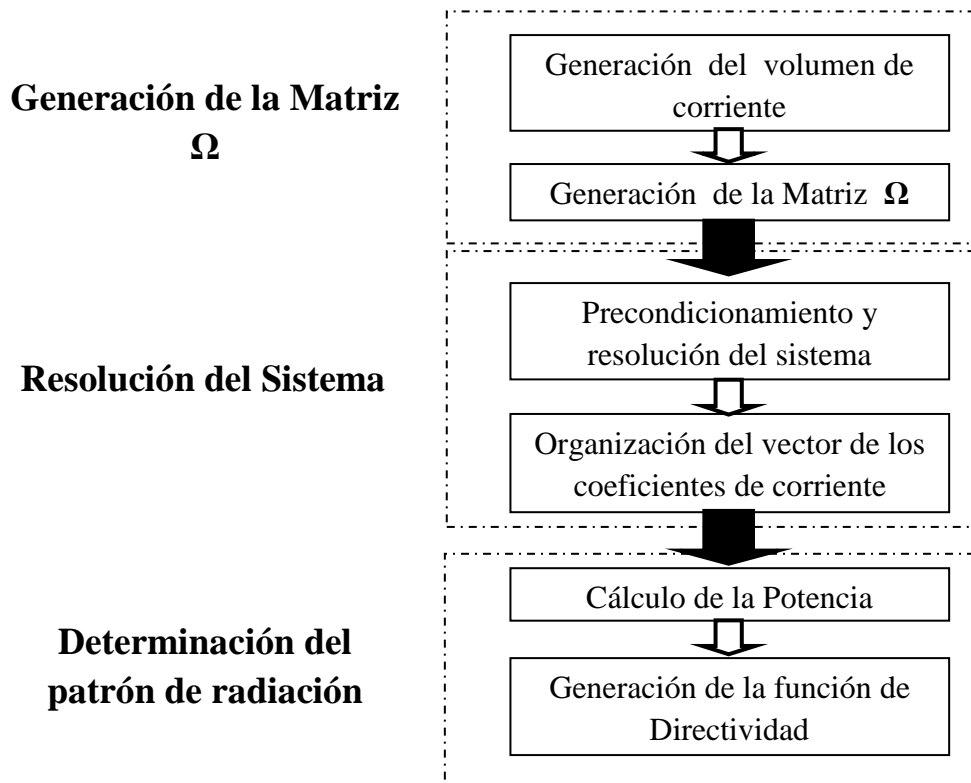 Generación de la Matriz
Ω
Generación del volumen de
corriente
Generación de la Matriz Ω
Resolución del Sistema
Precondicionamiento y
resolución del sistema
Organización del vector de los
coeficientes de corriente
Determinación del
patrón de radiación
Cálculo de la Potencia
Generación de la función de
Directividad